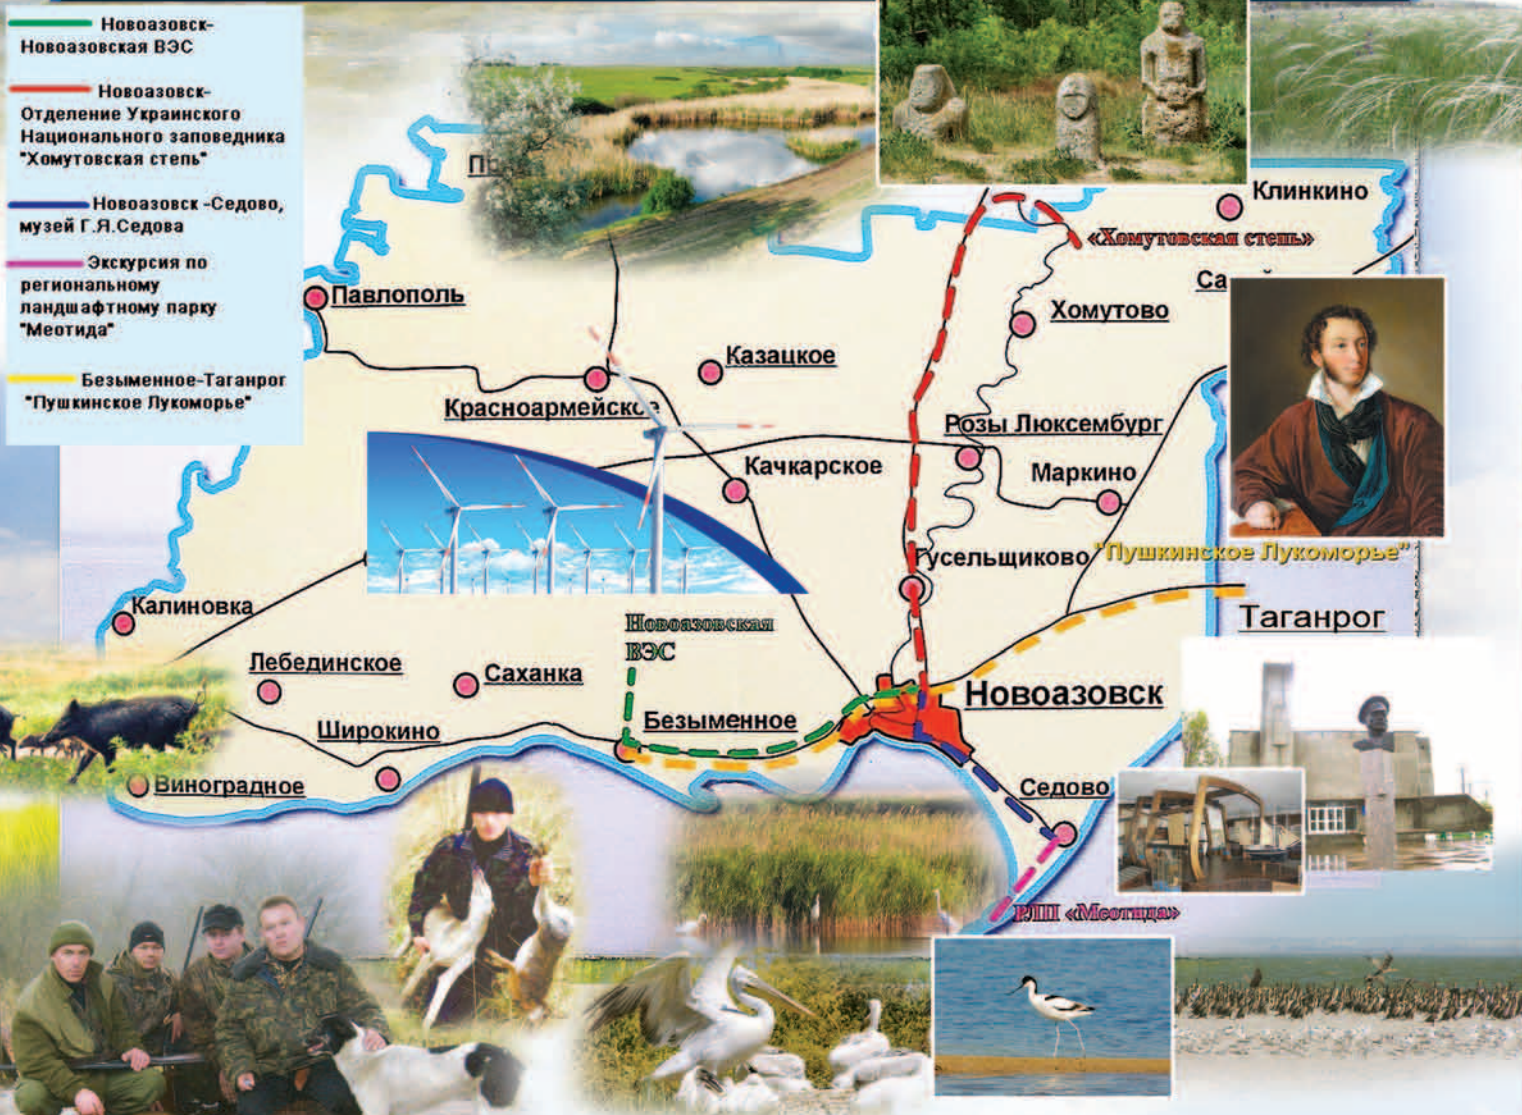 Новоазовск-
Новоазовская ВЭС
Новоазовск-
Отделение Украинского
Национального заповедника
"Хомутовская степь"
Новоазовск -Седово,
музей Г.Я.Седова
Экскурсия по
региональному
ландшафтному парку
"Меотида"
Безыменное-Таганрог
"Пушкинское Лукоморье"
Клинкино
«Хомутовская степь»
Павлополь
Хомутово
Казацкое
Красноармейское
Розы Люксембург
Качкарское
Маркино
Гусельщиково
"Пушкинское Лукоморье"
Калиновка
Таганрог
Новоазовская
ВЭС
Лебединское
Саханка
Новоазовск
Безыменное
Широкино
Виноградное
Седово
РЛП «Меотида»